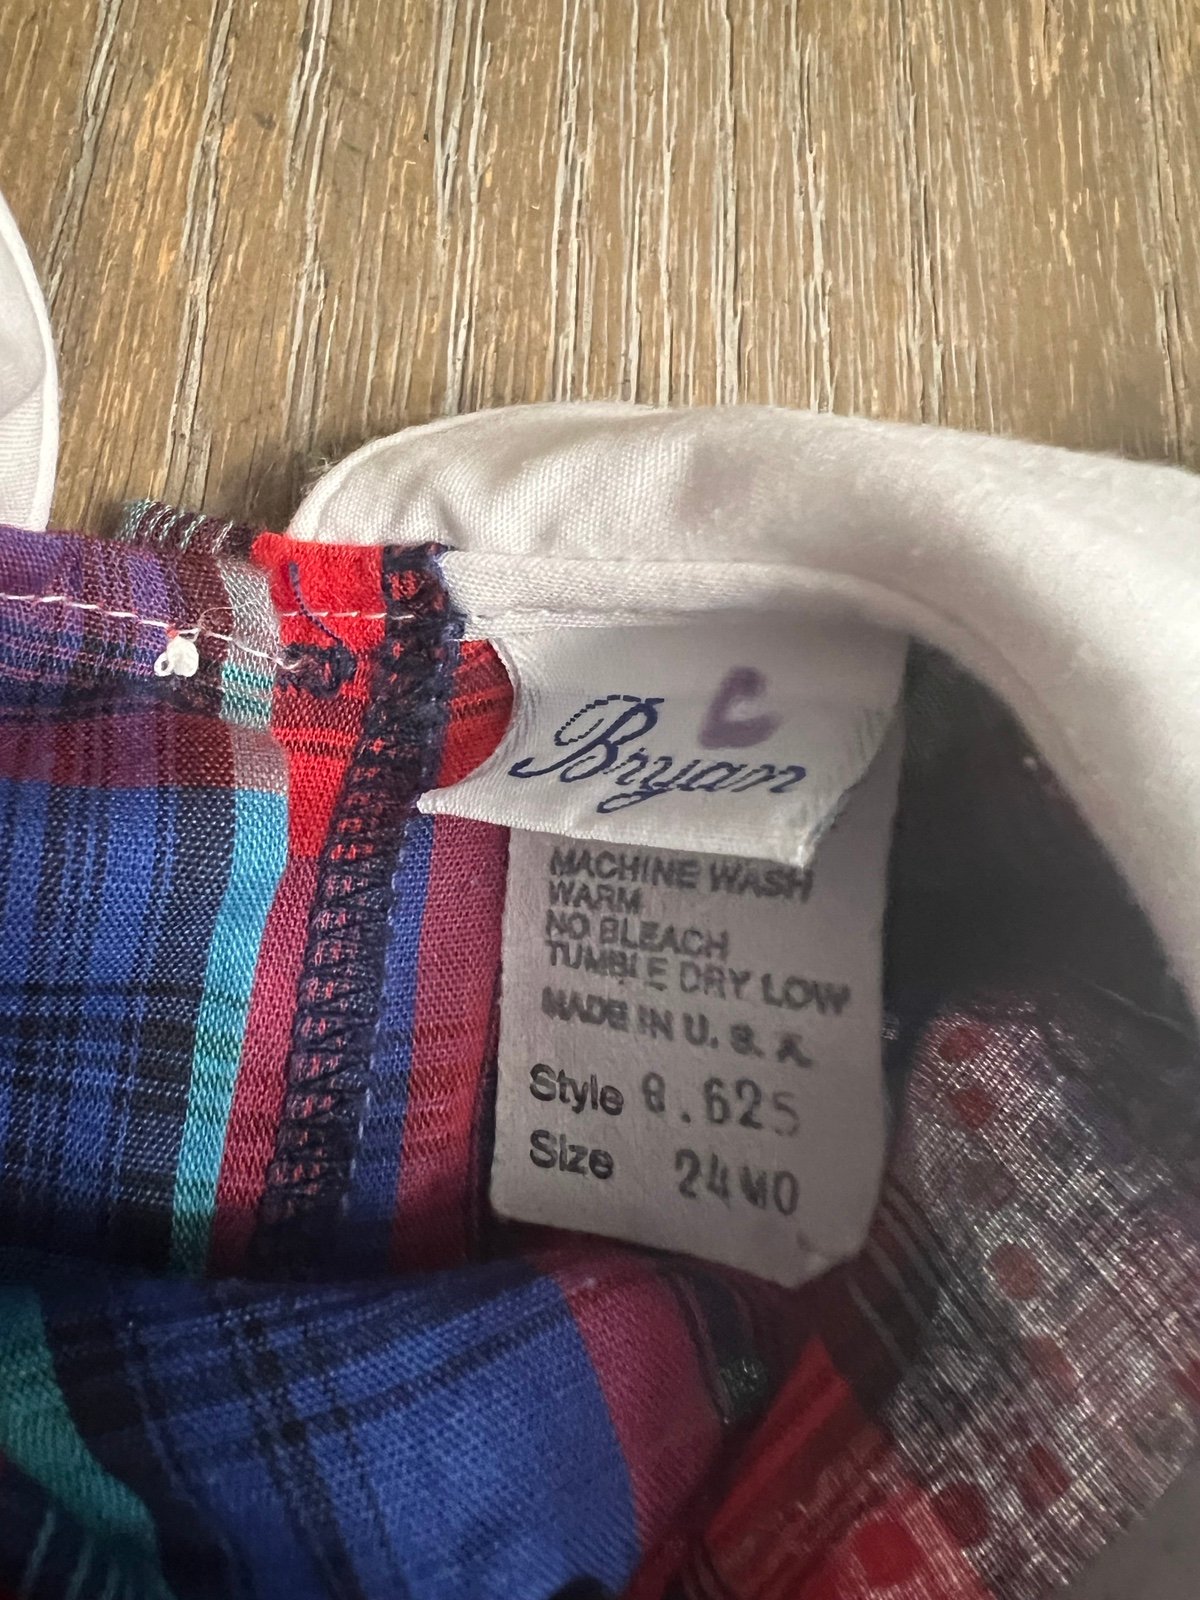 C
Bryan
MACHINE WASH
WARM
NO BLEACH
TUMBLE DRY LOW
MADE IN U. S. A.
Style 8.625
Size 24MO